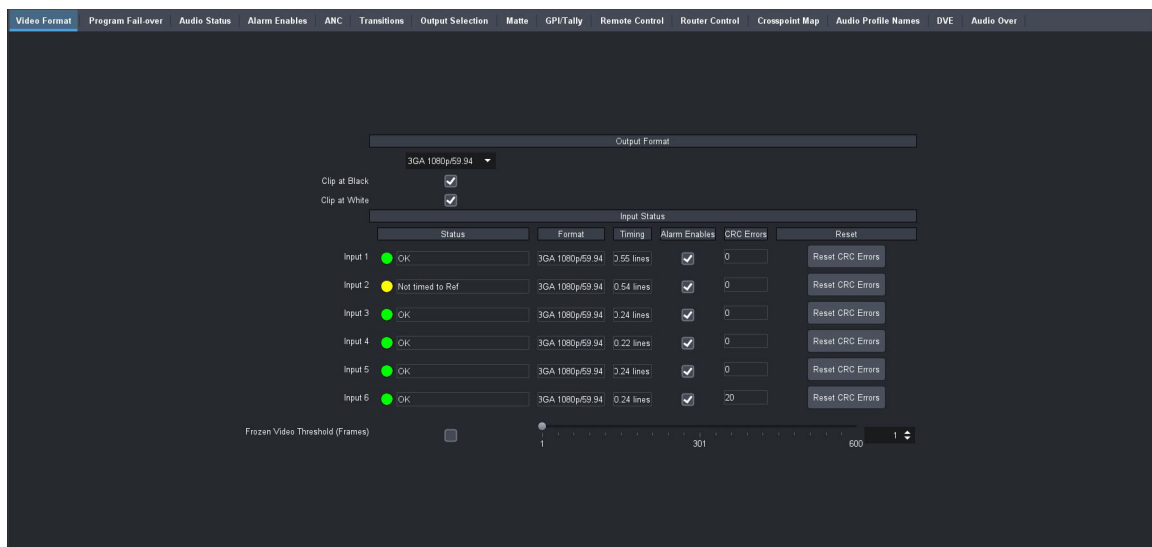 Video Format Program Fail-over Audio Status Alarm Enables ANC Transitions Output Selection Matte GPI/Tally Remote Control Router Control Crosspoint Map Audio Profile Names DVE Audio Over
Output Format
3GA 1080p/59.94
Clip at Black
Clip at White
Input Status
Status Format Timing Alarm Enables CRC Errors Reset
Input 1 OK 3GA 1080p/59.94 0.55 lines 0 Reset CRC Errors
Input 2 Not timed to Ref 3GA 1080p/59.94 0.54 lines 0 Reset CRC Errors
Input 3 OK 3GA 1080p/59.94 0.24 lines 0 Reset CRC Errors
Input 4 OK 3GA 1080p/59.94 0.22 lines 0 Reset CRC Errors
Input 5 OK 3GA 1080p/59.94 0.24 lines 0 Reset CRC Errors
Input 6 OK 3GA 1080p/59.94 0.24 lines 20 Reset CRC Errors
Frozen Video Threshold (Frames) 1
1 301 600